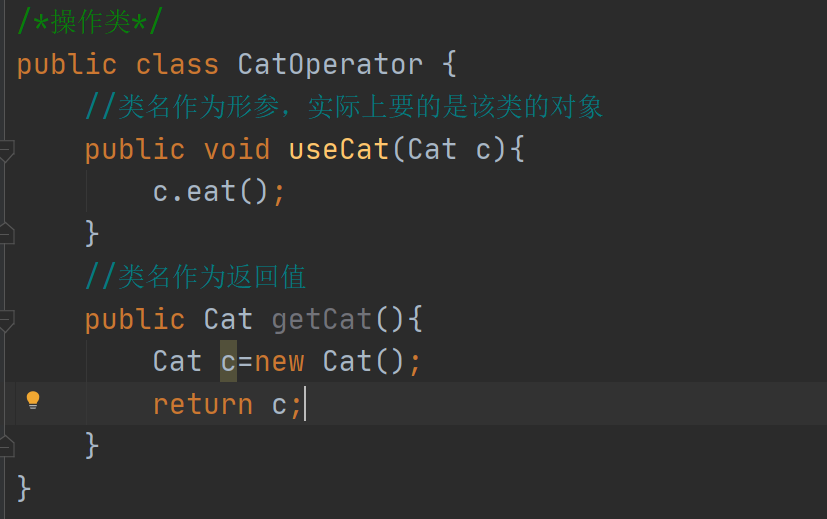 /*操作类*/
public class CatOperator {
    //类名作为形参，实际上要的是该类的对象
    public void useCat(Cat c){
        c.eat();
    }
    //类名作为返回值
    public Cat getCat(){
        Cat c=new Cat();
        return c;
    }
}